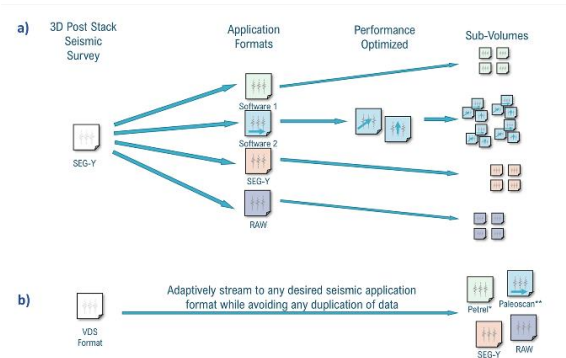 a)
3D Post Stack
Seismic
Survey
Application
Formats
Performance
Optimized
Sub-Volumes
Software 1
Software 2
SEG-Y
SEG-Y
RAW
b)
VDS
Format
Adaptively stream to any desired seismic application
format while avoiding any duplication of data
Petrel*
Paleoscan**
SEG-Y
RAW